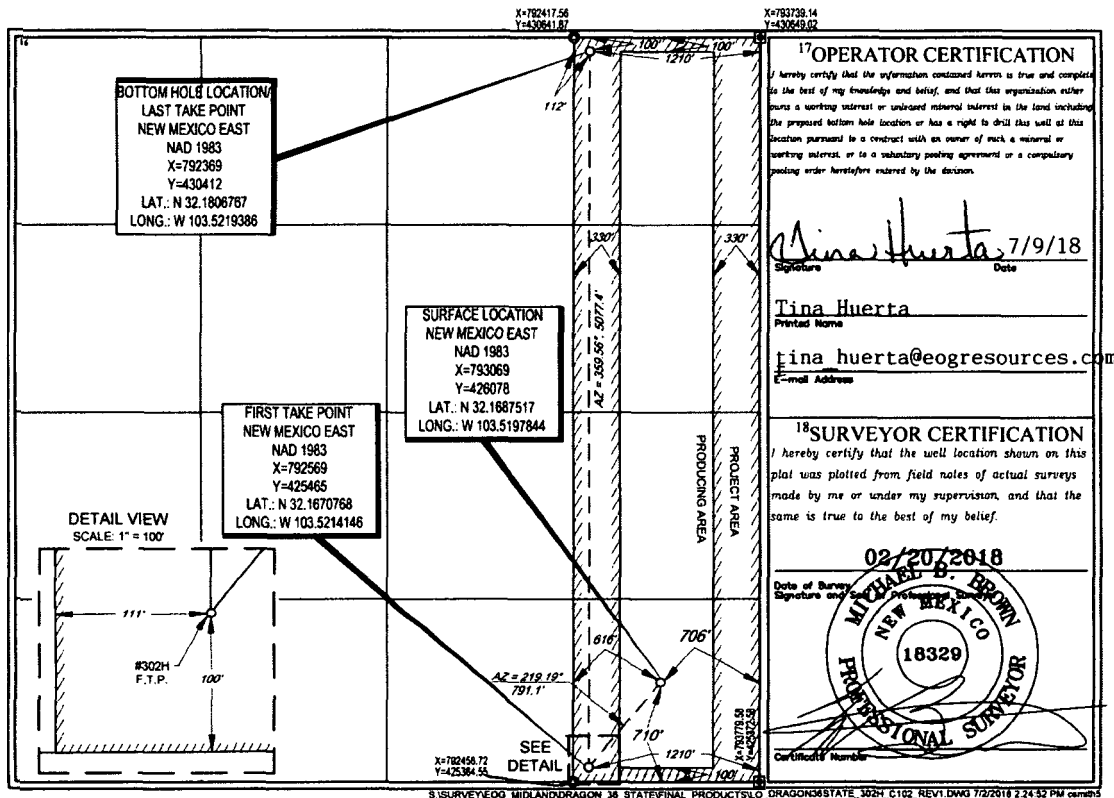 X=792417.56
Y=430641.87
X=793739.14
Y=430649.02
16
100'
100'
1210'
112'
BOTTOM HOLE LOCATION/
LAST TAKE POINT
NEW MEXICO EAST
NAD 1983
X=792369
Y=430412
LAT.: N 32.1806767
LONG.: W 103.5219386
330'
330'
AZ = 359.56° 5077.4'
SURFACE LOCATION
NEW MEXICO EAST
NAD 1983
X=793069
Y=426078
LAT.: N 32.1687517
LONG.: W 103.5197844
FIRST TAKE POINT
NEW MEXICO EAST
NAD 1983
X=792569
Y=425465
LAT.: N 32.1670768
LONG.: W 103.5214146
PRODUCING AREA
PROJECT AREA
DETAIL VIEW
SCALE: 1" = 100'
111'
#302H
F.T.P.
100'
616'
706'
AZ = 219.19°
791.1'
710'
SEE
DETAIL
1210'
100'
X=792458.72
Y=425364.55
X=793779.58
17 OPERATOR CERTIFICATION
I hereby certify that the information contained herein is true and complete
to the best of my knowledge and belief, and that this organization either
owns a working interest or unleased mineral interest in the land including
the proposed bottom hole location or has a right to drill this well at this
location pursuant to a contract with an owner of such a mineral or
working interest, or to a voluntary pooling agreement or a compulsory
pooling order heretofore entered by the division.
Tina Huerta 7/9/18
Signature Date
Tina Huerta
Printed Name
tina_huerta@eogresources.com
E-mail Address
18 SURVEYOR CERTIFICATION
I hereby certify that the well location shown on this
plat was plotted from field notes of actual surveys
made by me or under my supervision, and that the
same is true to the best of my belief.
02/20/2018
Date of Survey
Signature and Seal of Professional Surveyor
MICHAEL B. BROWN
NEW MEXICO
18329
PROFESSIONAL SURVEYOR
Certificate Number
S:\SURVEY\EOG_MIDLAND\DRAGON_36_STATE\FINAL_PRODUCTS\LO_DRAGON36STATE_302H_C102_REV1.DWG 7/2/2018 2:24:52 PM csmith5